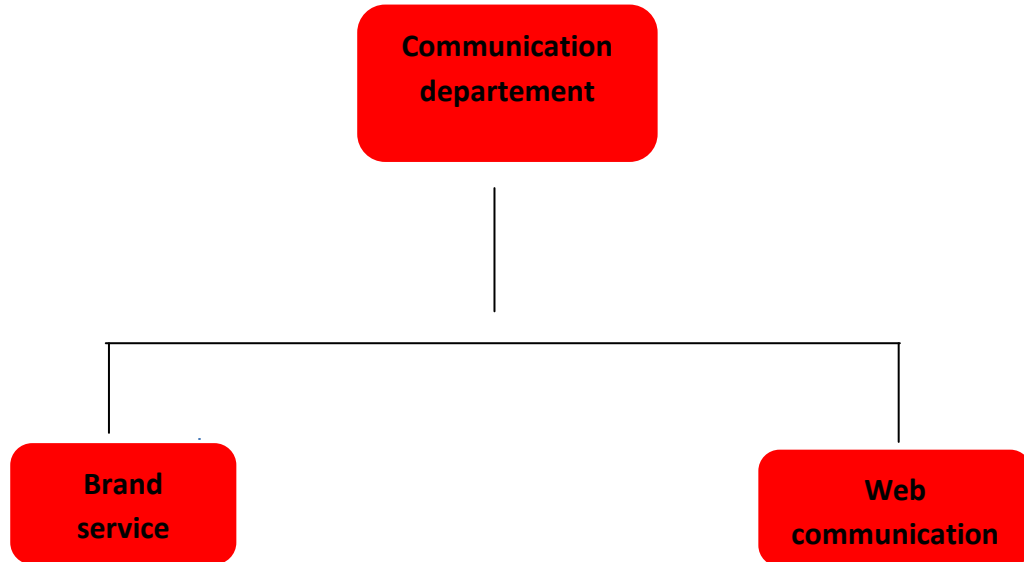 Communication
departement
Brand
service
Web
communication